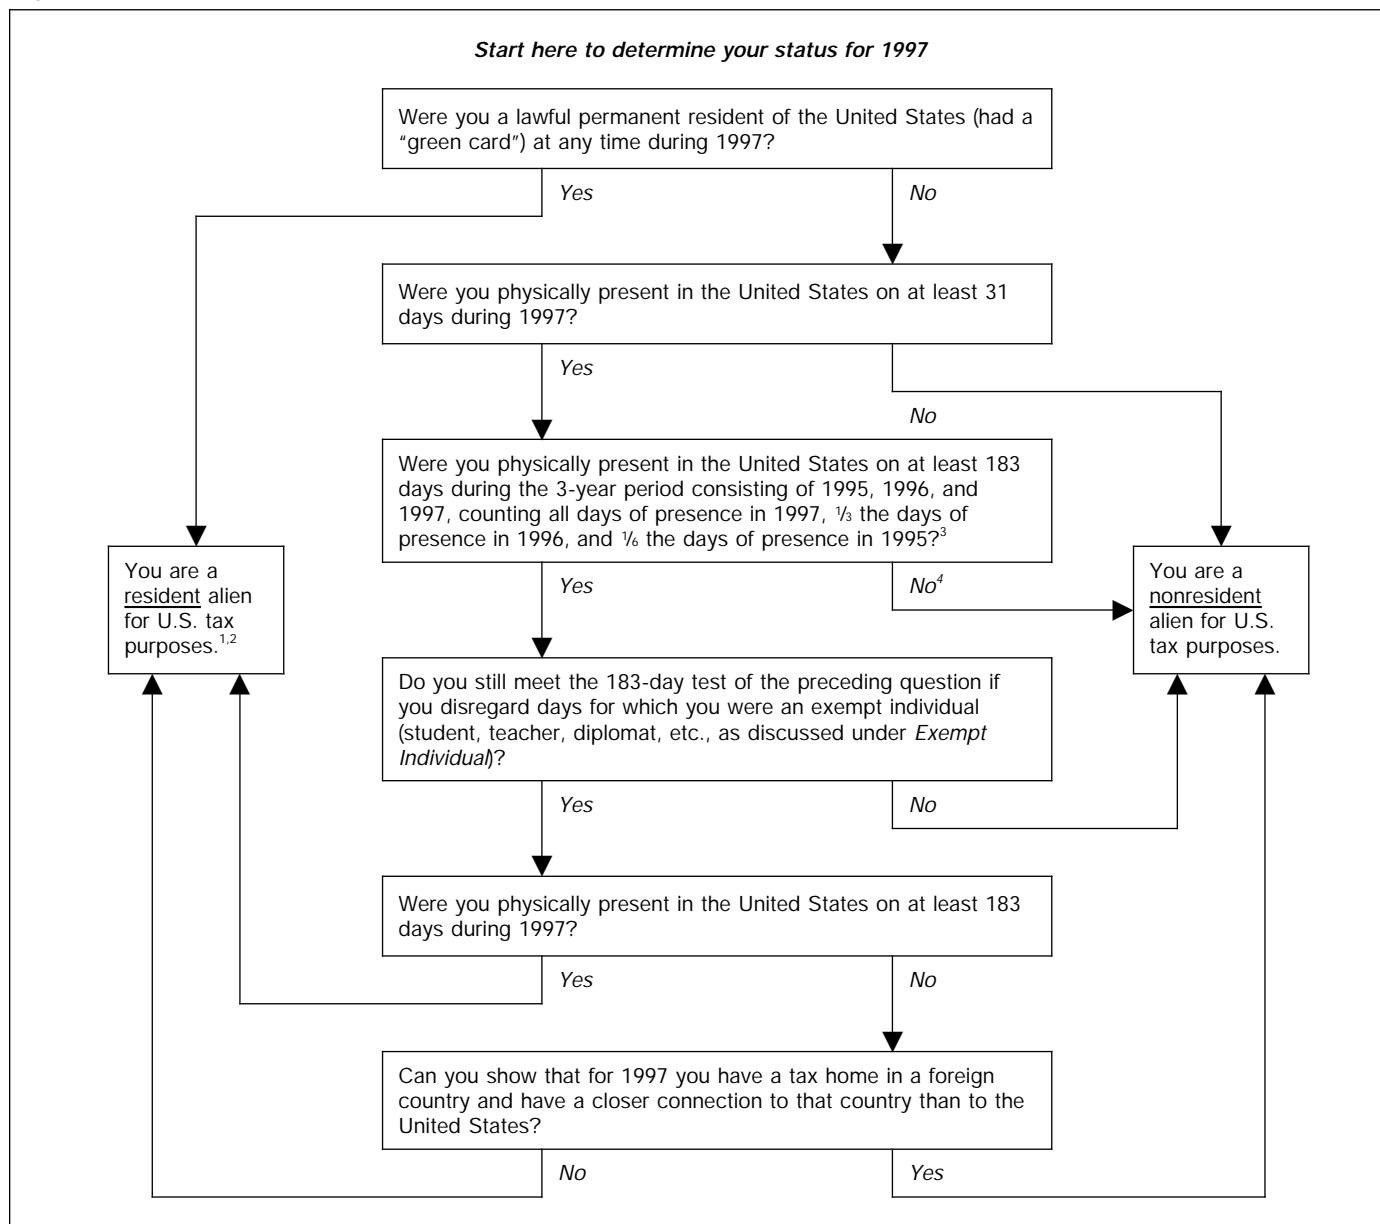 Start here to determine your status for 1997
Were you a lawful permanent resident of the United States (had a
“green card”) at any time during 1997?
Yes
No
Were you physically present in the United States on at least 31
days during 1997?
Yes
No
Were you physically present in the United States on at least 183
days during the 3-year period consisting of 1995, 1996, and
1997, counting all days of presence in 1997, 1/3 the days of
presence in 1996, and 1/6 the days of presence in 1995?3
Yes
No4
You are a
resident alien
for U.S. tax
purposes.1,2
You are a
nonresident
alien for U.S.
tax purposes.
Do you still meet the 183-day test of the preceding question if
you disregard days for which you were an exempt individual
(student, teacher, diplomat, etc., as discussed under Exempt
Individual)?
Yes
No
Were you physically present in the United States on at least 183
days during 1997?
Yes
No
Can you show that for 1997 you have a tax home in a foreign
country and have a closer connection to that country than to the
United States?
No
Yes